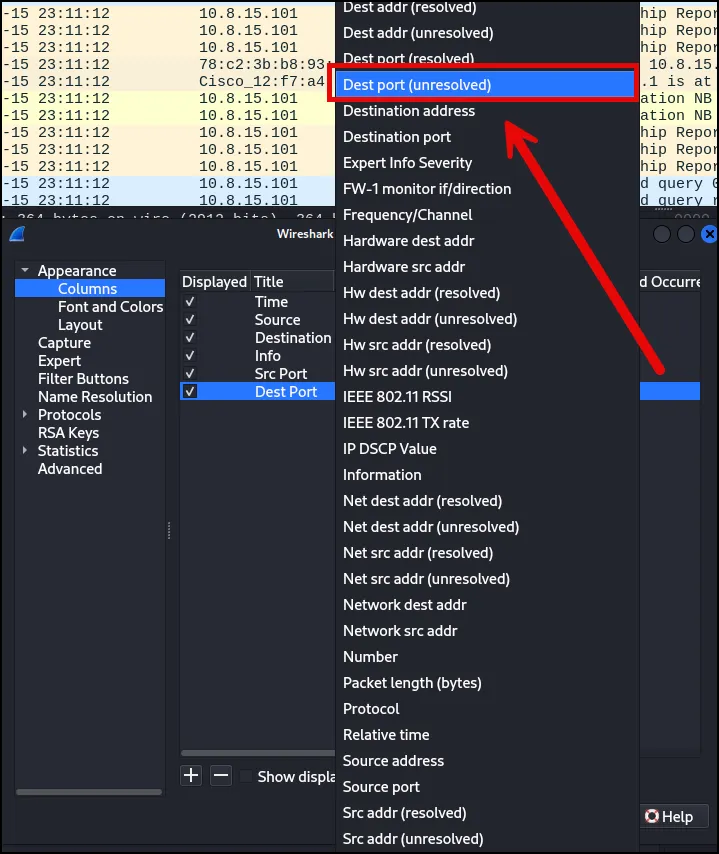 -15 23:11:12 10.8.15.101 Dest addr (resolved) hip Repor
-15 23:11:12 10.8.15.101 Dest addr (unresolved) hip Repor
-15 23:11:12 10.8.15.101 Dest port (resolved) hip Repor
-15 23:11:12 78:c2:3b:b8:93: 10.8.15.
-15 23:11:12 Cisco_12:f7:a4 Dest port (unresolved) .1 is at
-15 23:11:12 10.8.15.101 ation NB
-15 23:11:12 10.8.15.101 Destination address ation NB
-15 23:11:12 10.8.15.101 Destination port hip Repor
-15 23:11:12 10.8.15.101 hip Repor
-15 23:11:12 10.8.15.101 Expert Info Severity hip Repor
-15 23:11:12 10.8.15.101 FW-1 monitor if/direction d query
-15 23:11:12 10.8.15.101 d query r
Frequency/Channel
Wireshark
Hardware dest addr
Hardware src addr
Hw dest addr (resolved)
Hw dest addr (unresolved)
Hw src addr (resolved)
Hw src addr (unresolved)
IEEE 802.11 RSSI
IEEE 802.11 TX rate
IP DSCP Value
Information
Net dest addr (resolved)
Net dest addr (unresolved)
Net src addr (resolved)
Net src addr (unresolved)
Network dest addr
Network src addr
Number
Packet length (bytes)
Protocol
Relative time
Source address
Source port
Src addr (resolved)
Src addr (unresolved)
Appearance
Columns
Font and Colors
Layout
Capture
Expert
Filter Buttons
Name Resolution
Protocols
RSA Keys
Statistics
Advanced
Displayed Title d Occurre
Time
Source
Destination
Info
Src Port
Dest Port
Show displa
Help